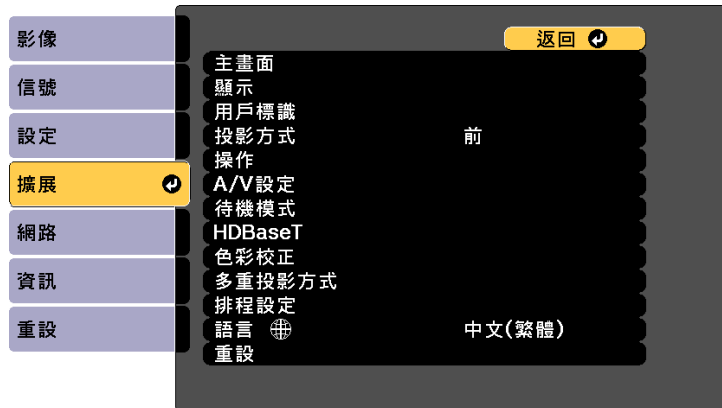 影像
信號
設定
擴展
網路
資訊
重設
返回
主畫面
顯示
用戶標識
投影方式 前
操作
A/V設定
待機模式
HDBaseT
色彩校正
多重投影方式
排程設定
語言 中文(繁體)
重設